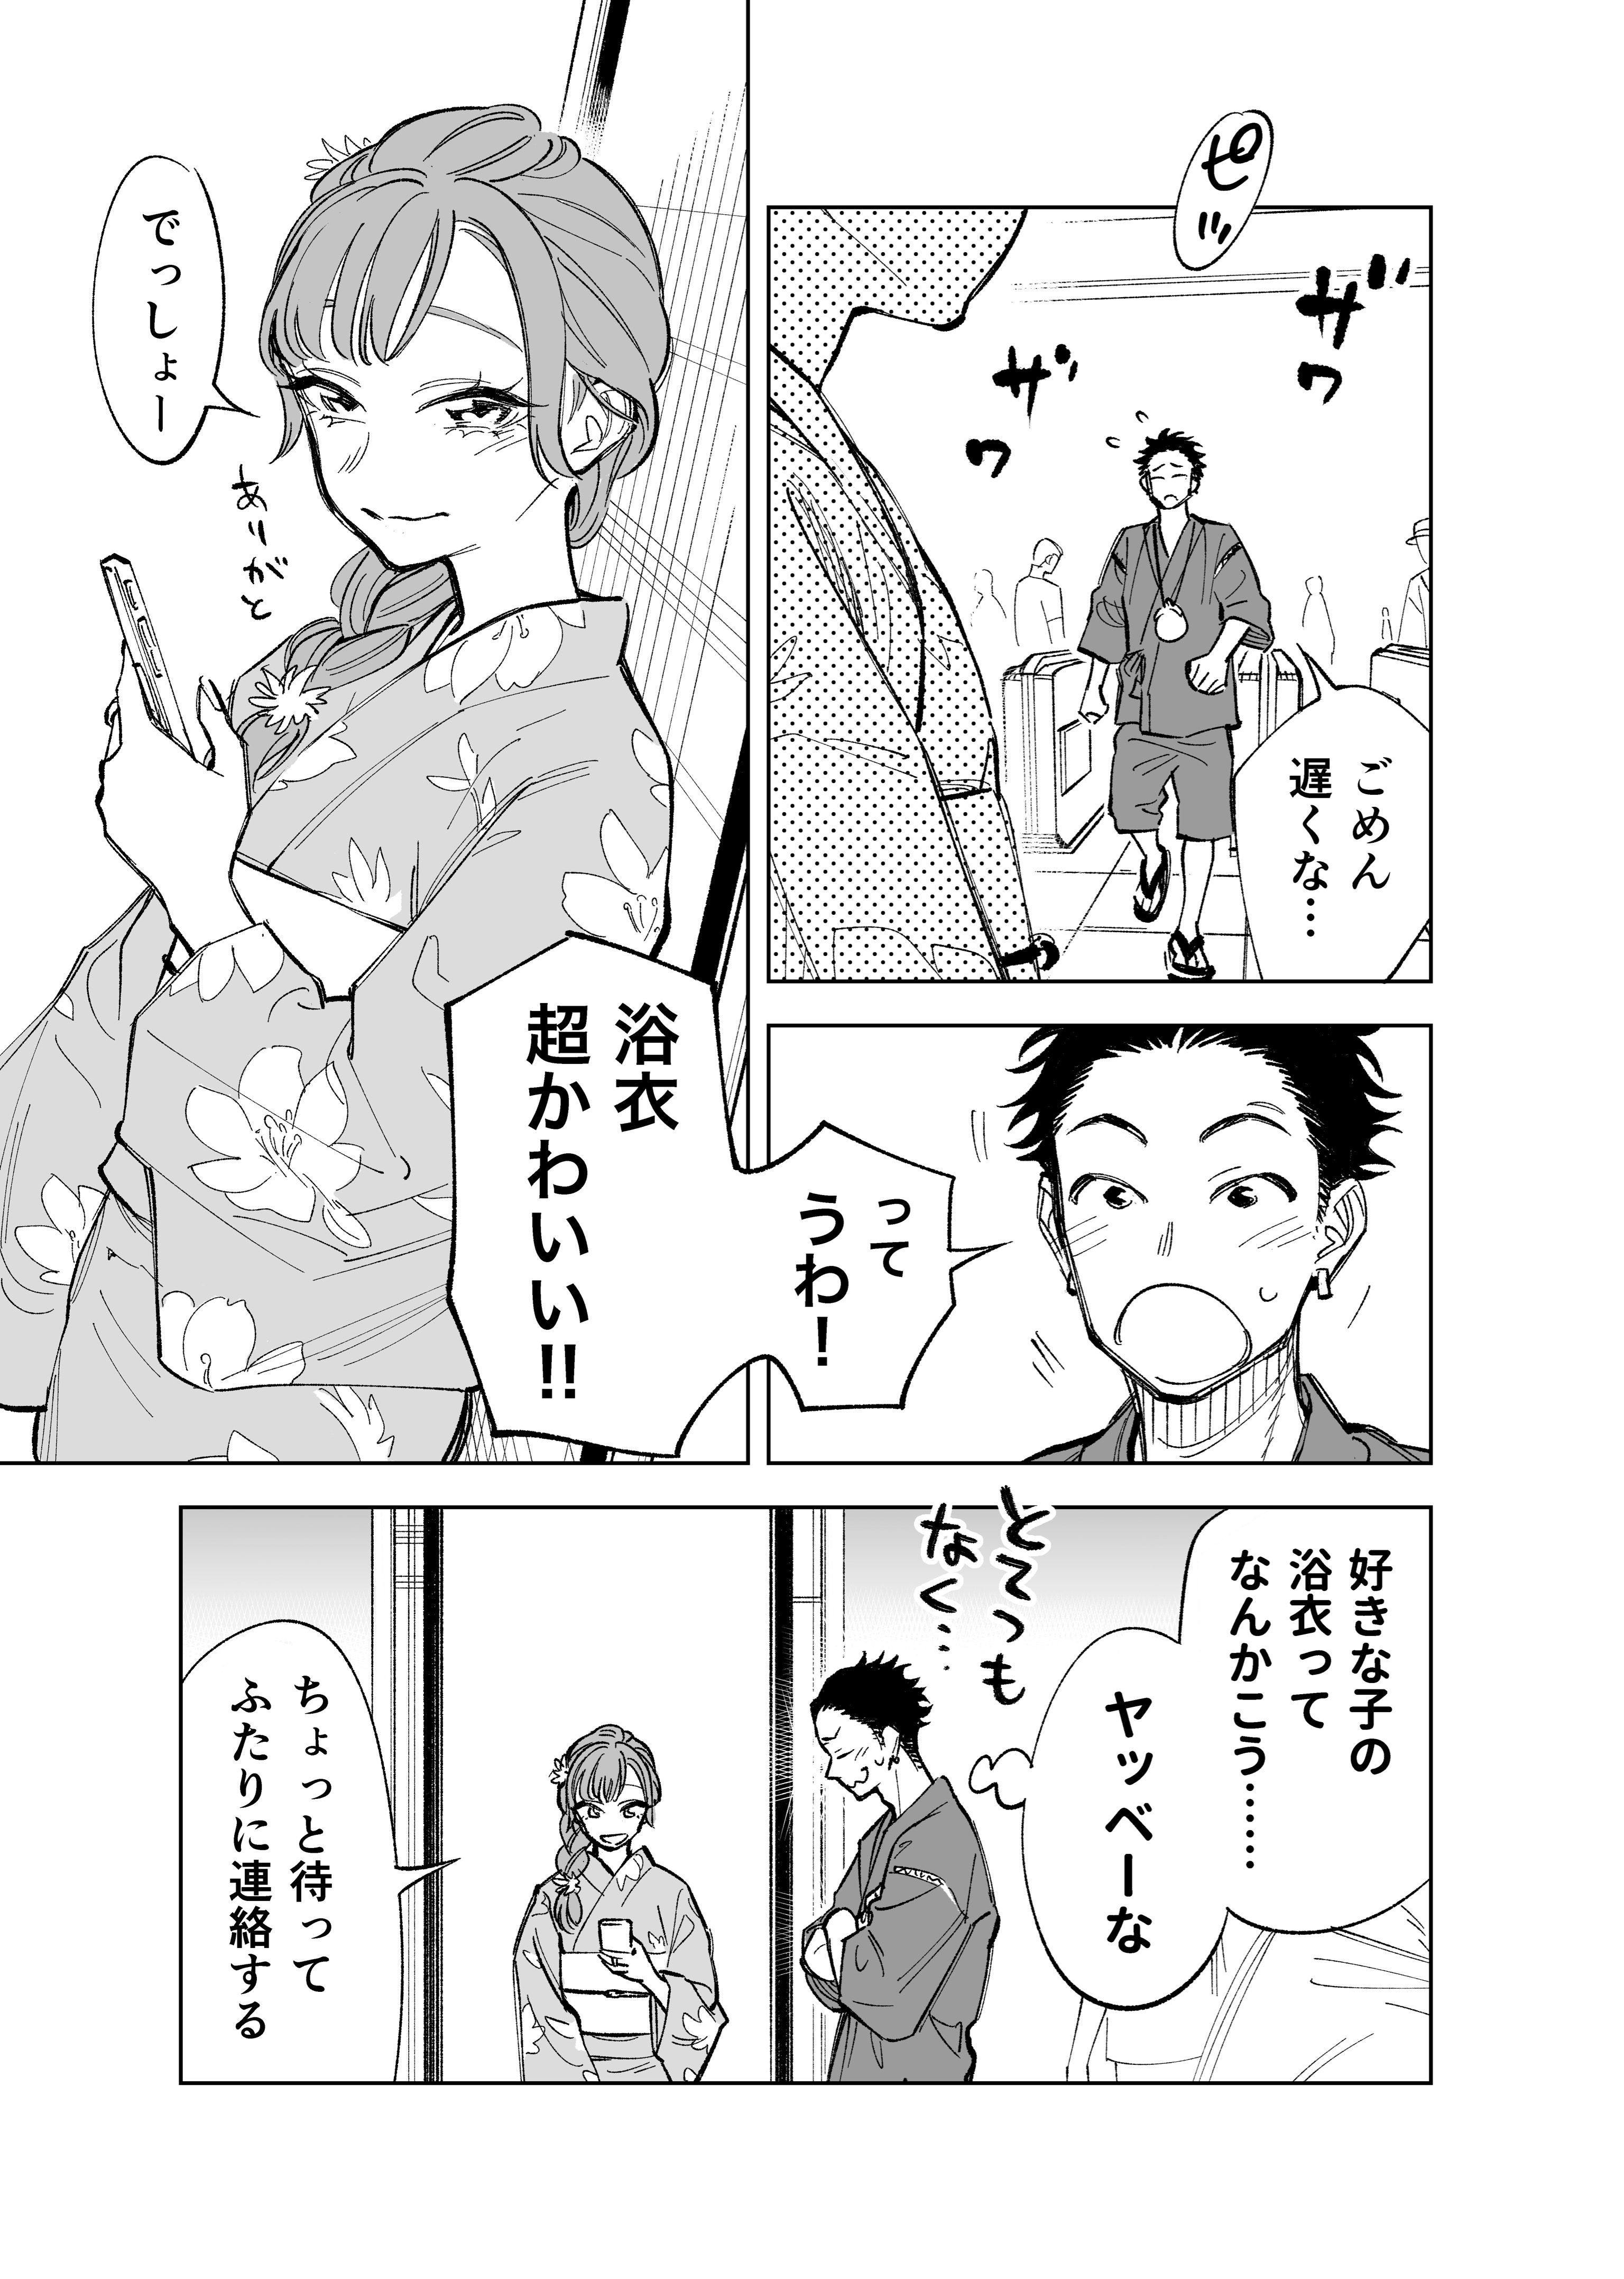 ピッ
ザワ
ザワ
ごめん
遅くな…
って
うわ！
浴衣
超かわいい!!
でっしょー
ありがと
好きな子の
浴衣って
なんかこう……
ヤッベーな
とてつも
なく…
ちょっと待って
ふたりに連絡する